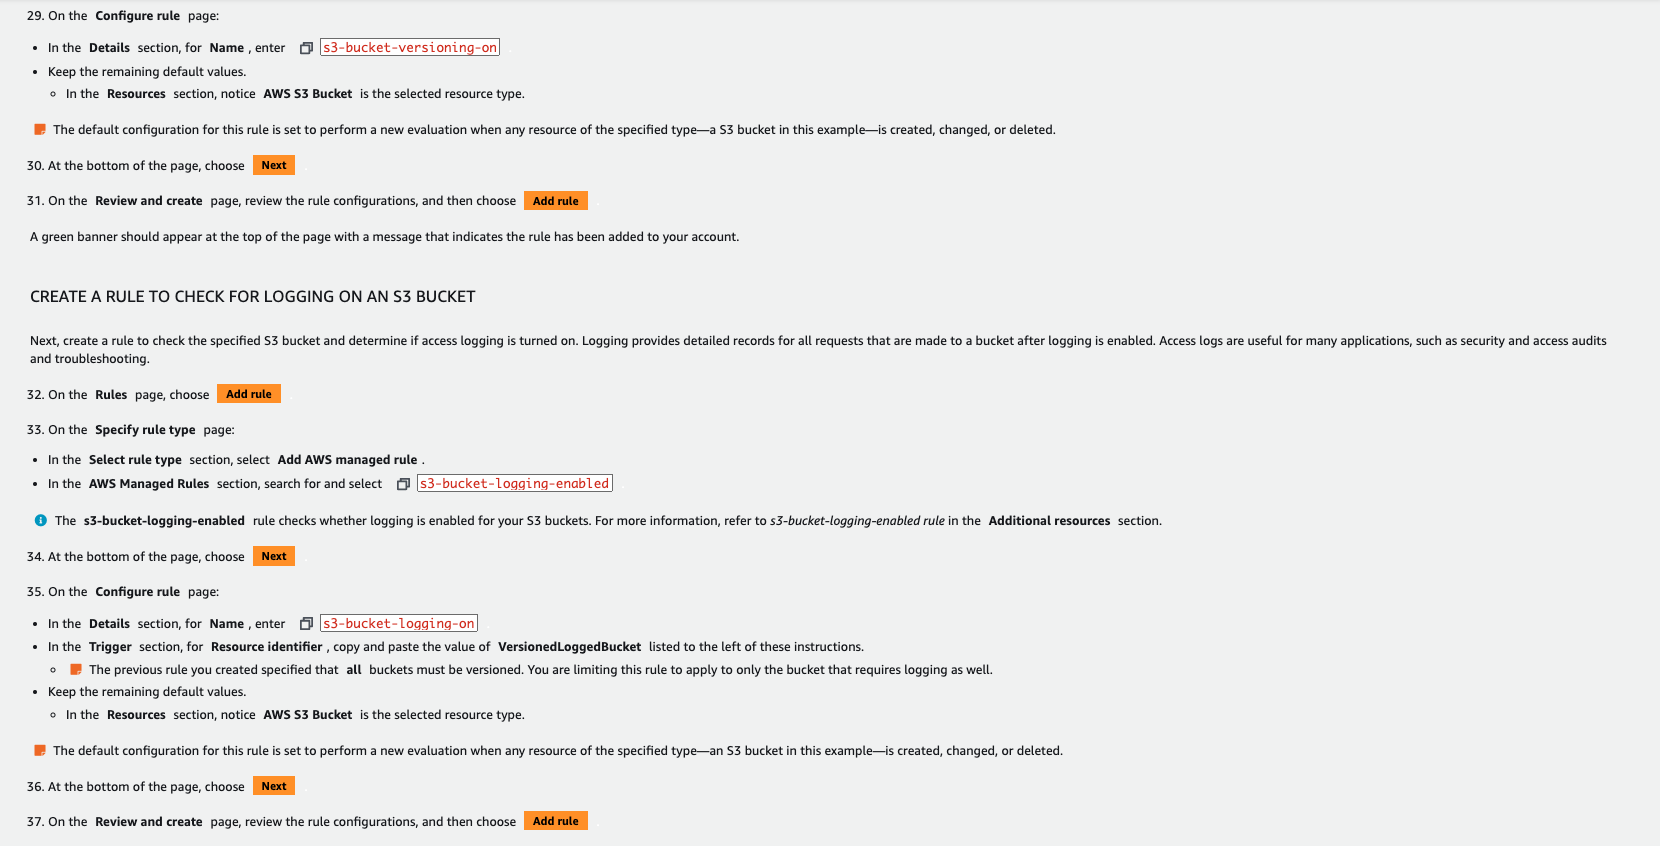 29. On the Configure rule page:
• In the Details section, for Name , enter s3-bucket-versioning-on
• Keep the remaining default values.
◦ In the Resources section, notice AWS S3 Bucket is the selected resource type.
The default configuration for this rule is set to perform a new evaluation when any resource of the specified type—a S3 bucket in this example—is created, changed, or deleted.
30. At the bottom of the page, choose Next
31. On the Review and create page, review the rule configurations, and then choose Add rule
A green banner should appear at the top of the page with a message that indicates the rule has been added to your account.
CREATE A RULE TO CHECK FOR LOGGING ON AN S3 BUCKET
Next, create a rule to check the specified S3 bucket and determine if access logging is turned on. Logging provides detailed records for all requests that are made to a bucket after logging is enabled. Access logs are useful for many applications, such as security and access audits
and troubleshooting.
32. On the Rules page, choose Add rule
33. On the Specify rule type page:
• In the Select rule type section, select Add AWS managed rule .
• In the AWS Managed Rules section, search for and select s3-bucket-logging-enabled
The s3-bucket-logging-enabled rule checks whether logging is enabled for your S3 buckets. For more information, refer to s3-bucket-logging-enabled rule in the Additional resources section.
34. At the bottom of the page, choose Next
35. On the Configure rule page:
• In the Details section, for Name , enter s3-bucket-logging-on
• In the Trigger section, for Resource identifier , copy and paste the value of VersionedLoggedBucket listed to the left of these instructions.
◦ The previous rule you created specified that all buckets must be versioned. You are limiting this rule to apply to only the bucket that requires logging as well.
• Keep the remaining default values.
◦ In the Resources section, notice AWS S3 Bucket is the selected resource type.
The default configuration for this rule is set to perform a new evaluation when any resource of the specified type—an S3 bucket in this example—is created, changed, or deleted.
36. At the bottom of the page, choose Next
37. On the Review and create page, review the rule configurations, and then choose Add rule